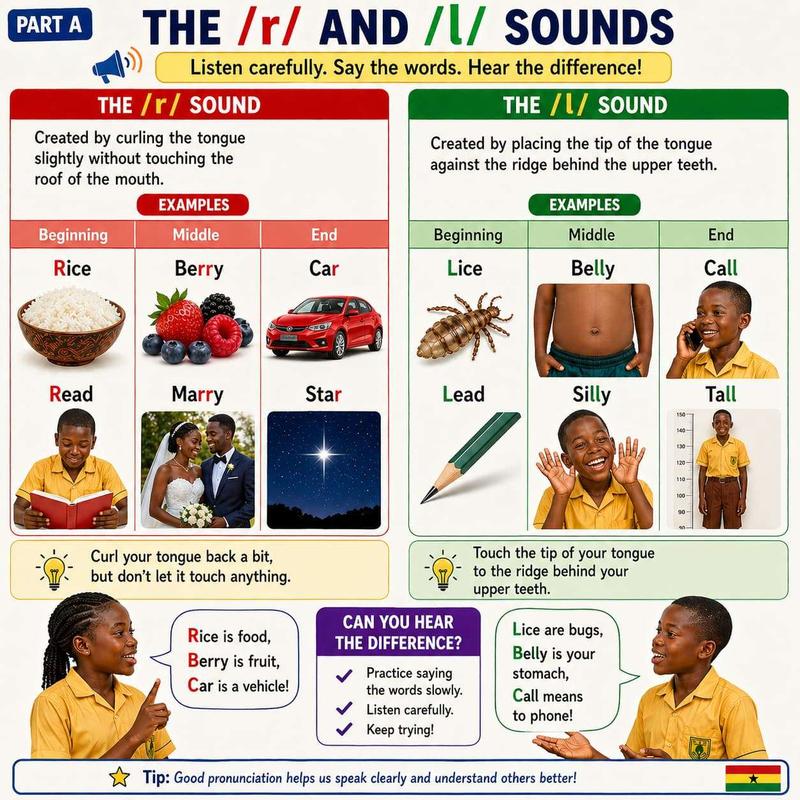 PART A
THE /r/ AND /l/ SOUNDS
Listen carefully. Say the words. Hear the difference!
THE /r/ SOUND
Created by curling the tongue
slightly without touching the
roof of the mouth.
EXAMPLES
Beginning Middle End
Rice Berry Car
Read Marry Star
Curl your tongue back a bit,
but don't let it touch anything.
THE /l/ SOUND
Created by placing the tip of the tongue
against the ridge behind the upper teeth.
EXAMPLES
Beginning Middle End
Lice Belly Call
Lead Silly Tall
150
130
120
110
100
90
80
Touch the tip of your tongue
to the ridge behind your
upper teeth.
Rice is food,
Berry is fruit,
Car is a vehicle!
CAN YOU HEAR
THE DIFFERENCE?
Practice saying
the words slowly.
Listen carefully.
Keep trying!
Lice are bugs,
Belly is your
stomach,
Call means
to phone!
Tip: Good pronunciation helps us speak clearly and understand others better!